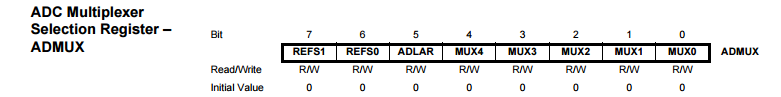 ADC Multiplexer
Selection Register –
ADMUX
Bit 7 6 5 4 3 2 1 0
REFS1 REFS0 ADLAR MUX4 MUX3 MUX2 MUX1 MUX0 ADMUX
Read/Write R/W R/W R/W R/W R/W R/W R/W R/W
Initial Value 0 0 0 0 0 0 0 0